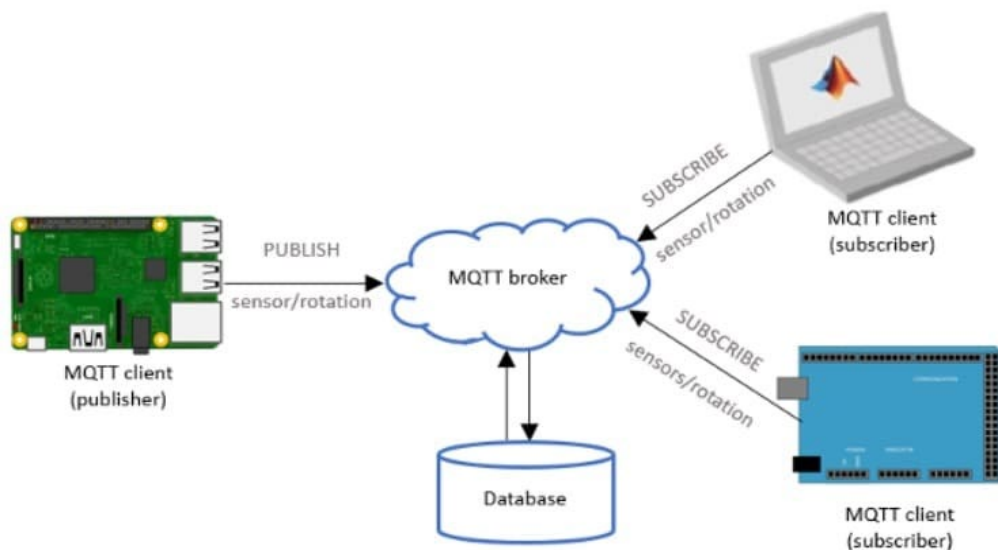 PUBLISH
sensor/rotation
MQTT client
(publisher)
MQTT broker
Database
SUBSCRIBE
sensor/rotation
MQTT client
(subscriber)
SUBSCRIBE
sensors/rotation
MQTT client
(subscriber)